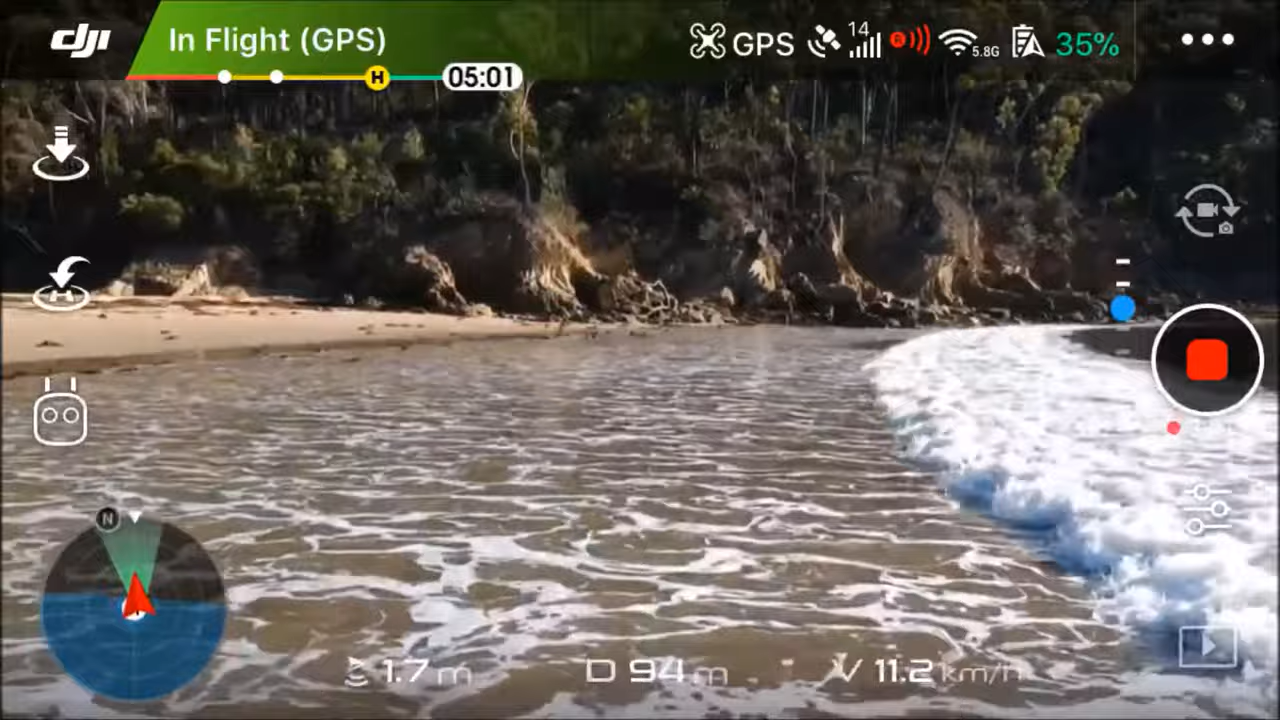 dji In Flight (GPS) GPS 14 R 5.8G 35%
H 05:01
N
1.7 m D 94 m V 11.2 km/h